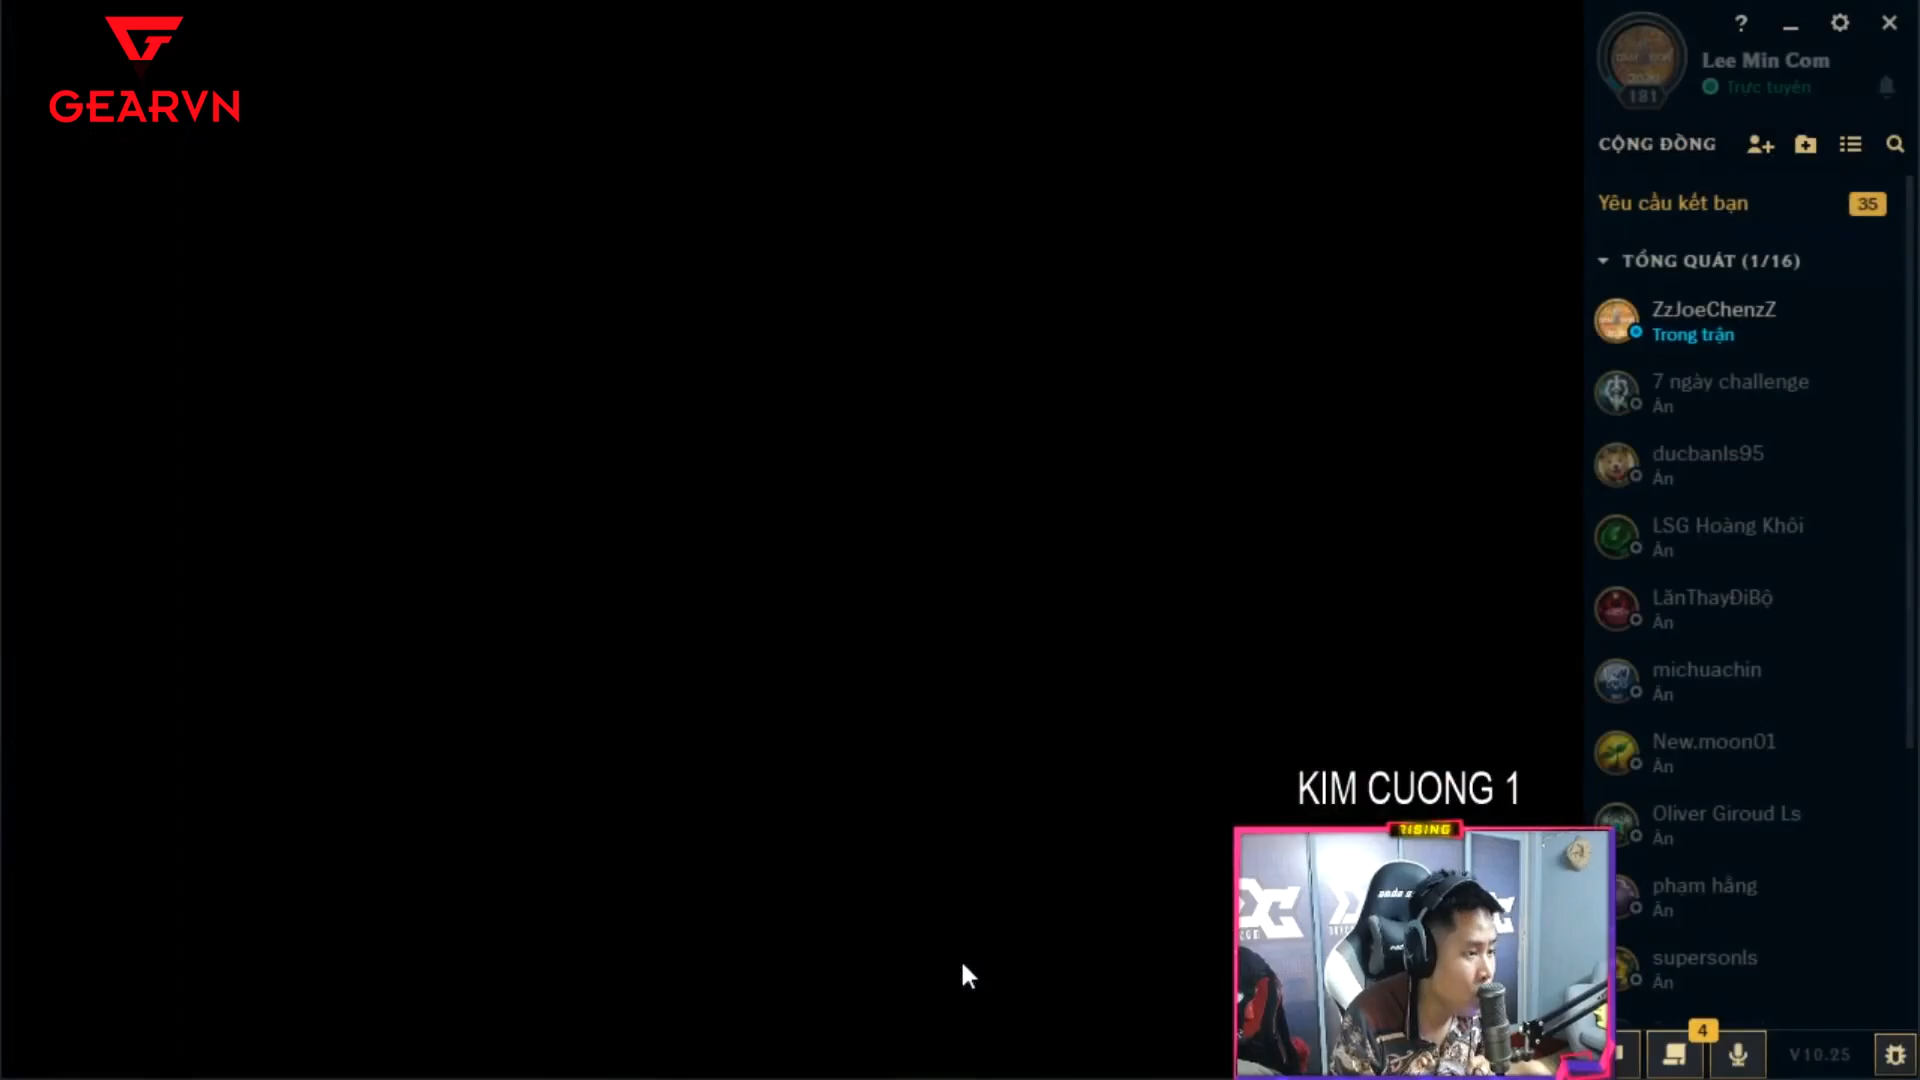 GEARVN
Lee Min Com
181
Trực tuyến
CỘNG ĐỒNG
Yêu cầu kết bạn
35
TỔNG QUÁT (1/16)
ZzJoeChenzZ
Trong trận
7 ngày challenge
Ẩn
ducbanls95
Ẩn
LSG Hoàng Khôi
Ẩn
LănThayĐiBộ
Ẩn
michuachin
Ẩn
New.moon01
Ẩn
Oliver Giroud Ls
Ẩn
phạm hằng
Ẩn
supersonls
Ẩn
KIM CUONG 1
RISING
4
V10.25